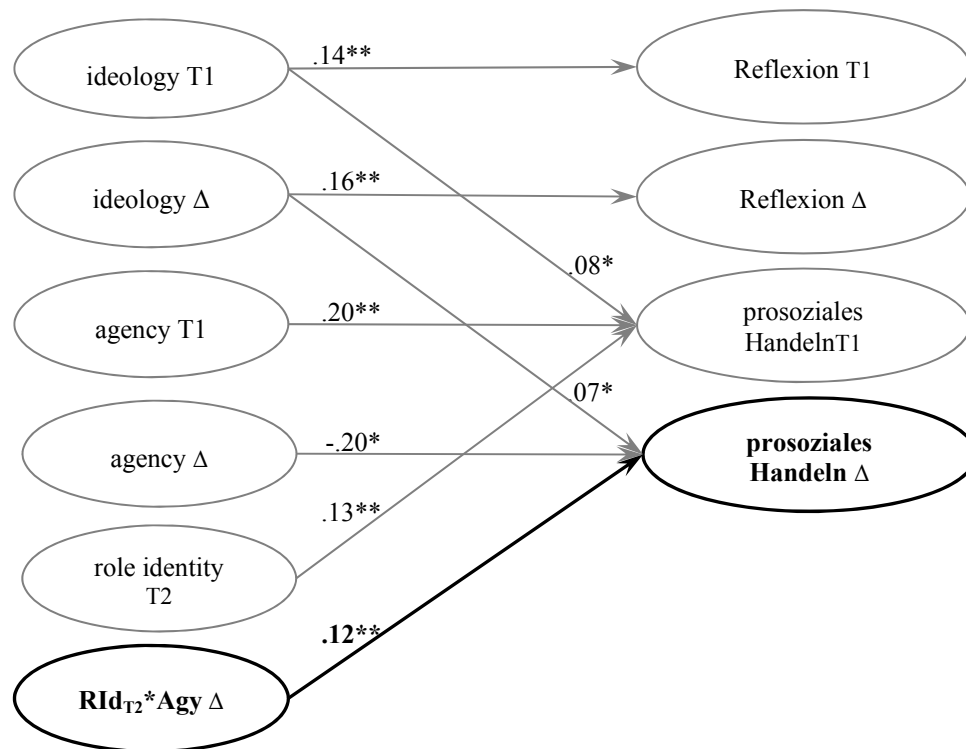 ideology T1
.14**
Reflexion T1
ideology Δ
.16**
Reflexion Δ
.08*
agency T1
.20**
prosoziales
HandelnT1
.07*
agency Δ
-.20*
prosoziales
Handeln Δ
role identity
T2
.13**
.12**
RIdT2*Agy Δ